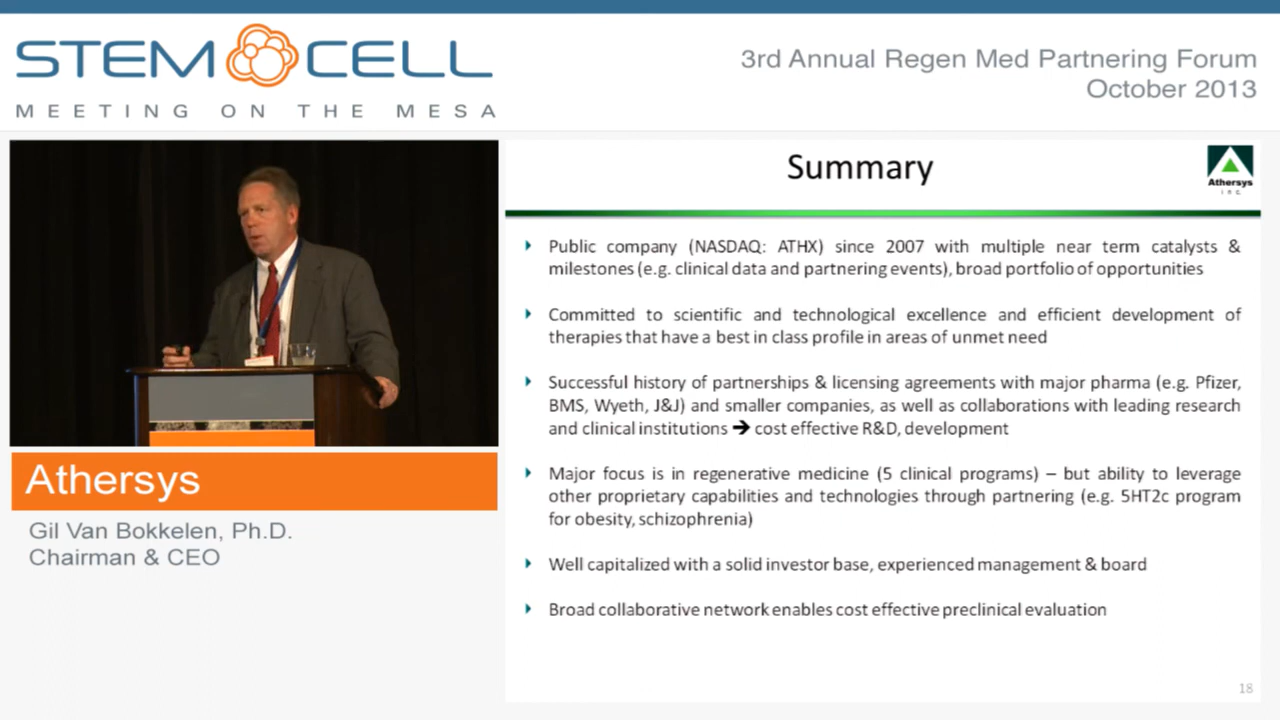 STEM CELL
MEETING ON THE MESA
3rd Annual Regen Med Partnering Forum
October 2013
Athersys
Gil Van Bokkelen, Ph.D.
Chairman & CEO
Summary
Athersys
inc.
Public company (NASDAQ: ATHX) since 2007 with multiple near term catalysts &
milestones (e.g. clinical data and partnering events), broad portfolio of opportunities
Committed to scientific and technological excellence and efficient development of
therapies that have a best in class profile in areas of unmet need
Successful history of partnerships & licensing agreements with major pharma (e.g. Pfizer,
BMS, Wyeth, J&J) and smaller companies, as well as collaborations with leading research
and clinical institutions ➔ cost effective R&D, development
Major focus is in regenerative medicine (5 clinical programs) – but ability to leverage
other proprietary capabilities and technologies through partnering (e.g. 5HT2c program
for obesity, schizophrenia)
Well capitalized with a solid investor base, experienced management & board
Broad collaborative network enables cost effective preclinical evaluation
18